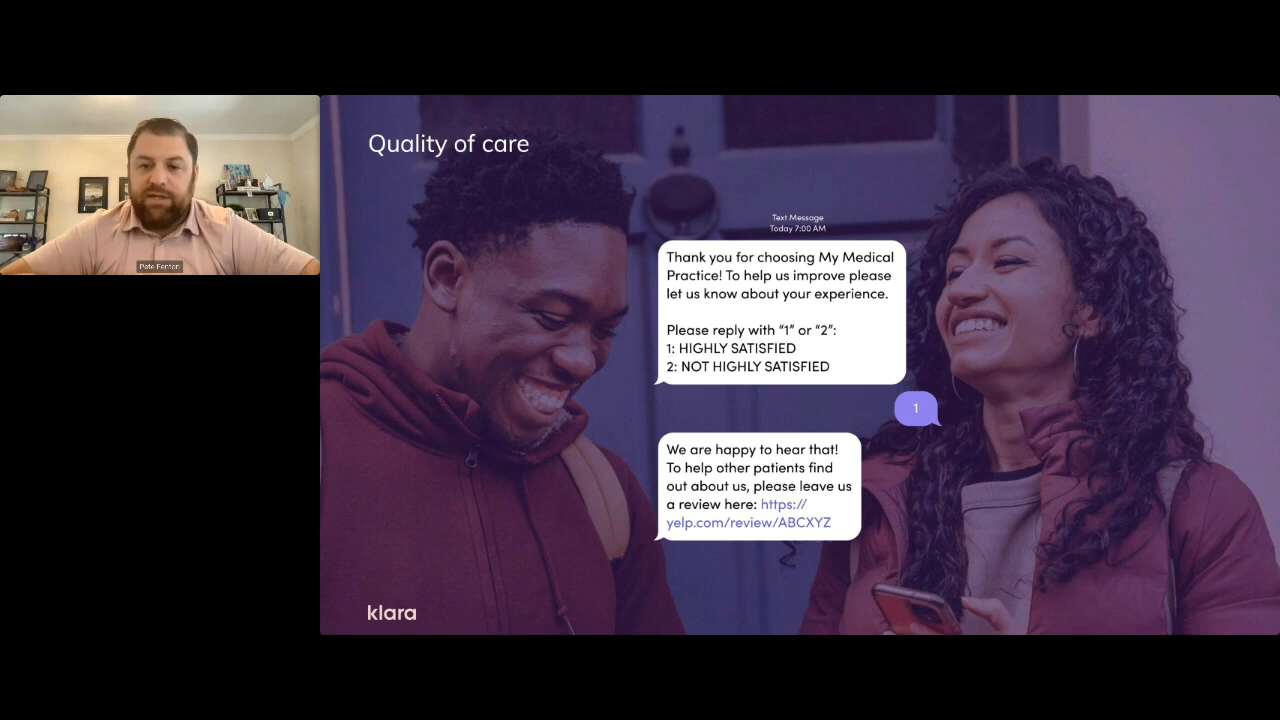 Pete Fenton
Quality of care
Text Message
Today 7:00 AM
Thank you for choosing My Medical
Practice! To help us improve please
let us know about your experience.
Please reply with “1” or “2”:
1: HIGHLY SATISFIED
2: NOT HIGHLY SATISFIED
1
We are happy to hear that!
To help other patients find
out about us, please leave us
a review here: https://
yelp.com/review/ABCXYZ
klara